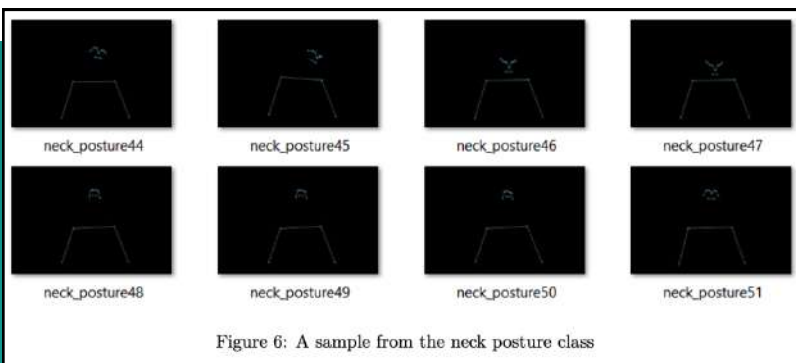 neck_posture44 neck_posture45 neck_posture46 neck_posture47
neck_posture48 neck_posture49 neck_posture50 neck_posture51
Figure 6: A sample from the neck posture class